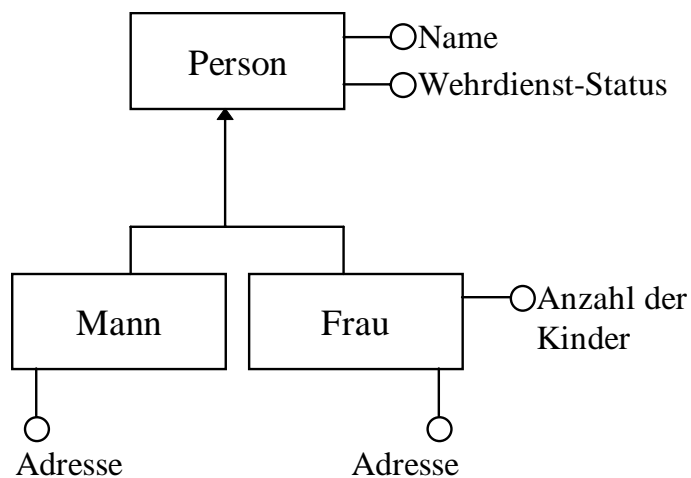 Person
Name
Wehrdienst-Status
Mann
Frau
Anzahl der
Kinder
Adresse
Adresse